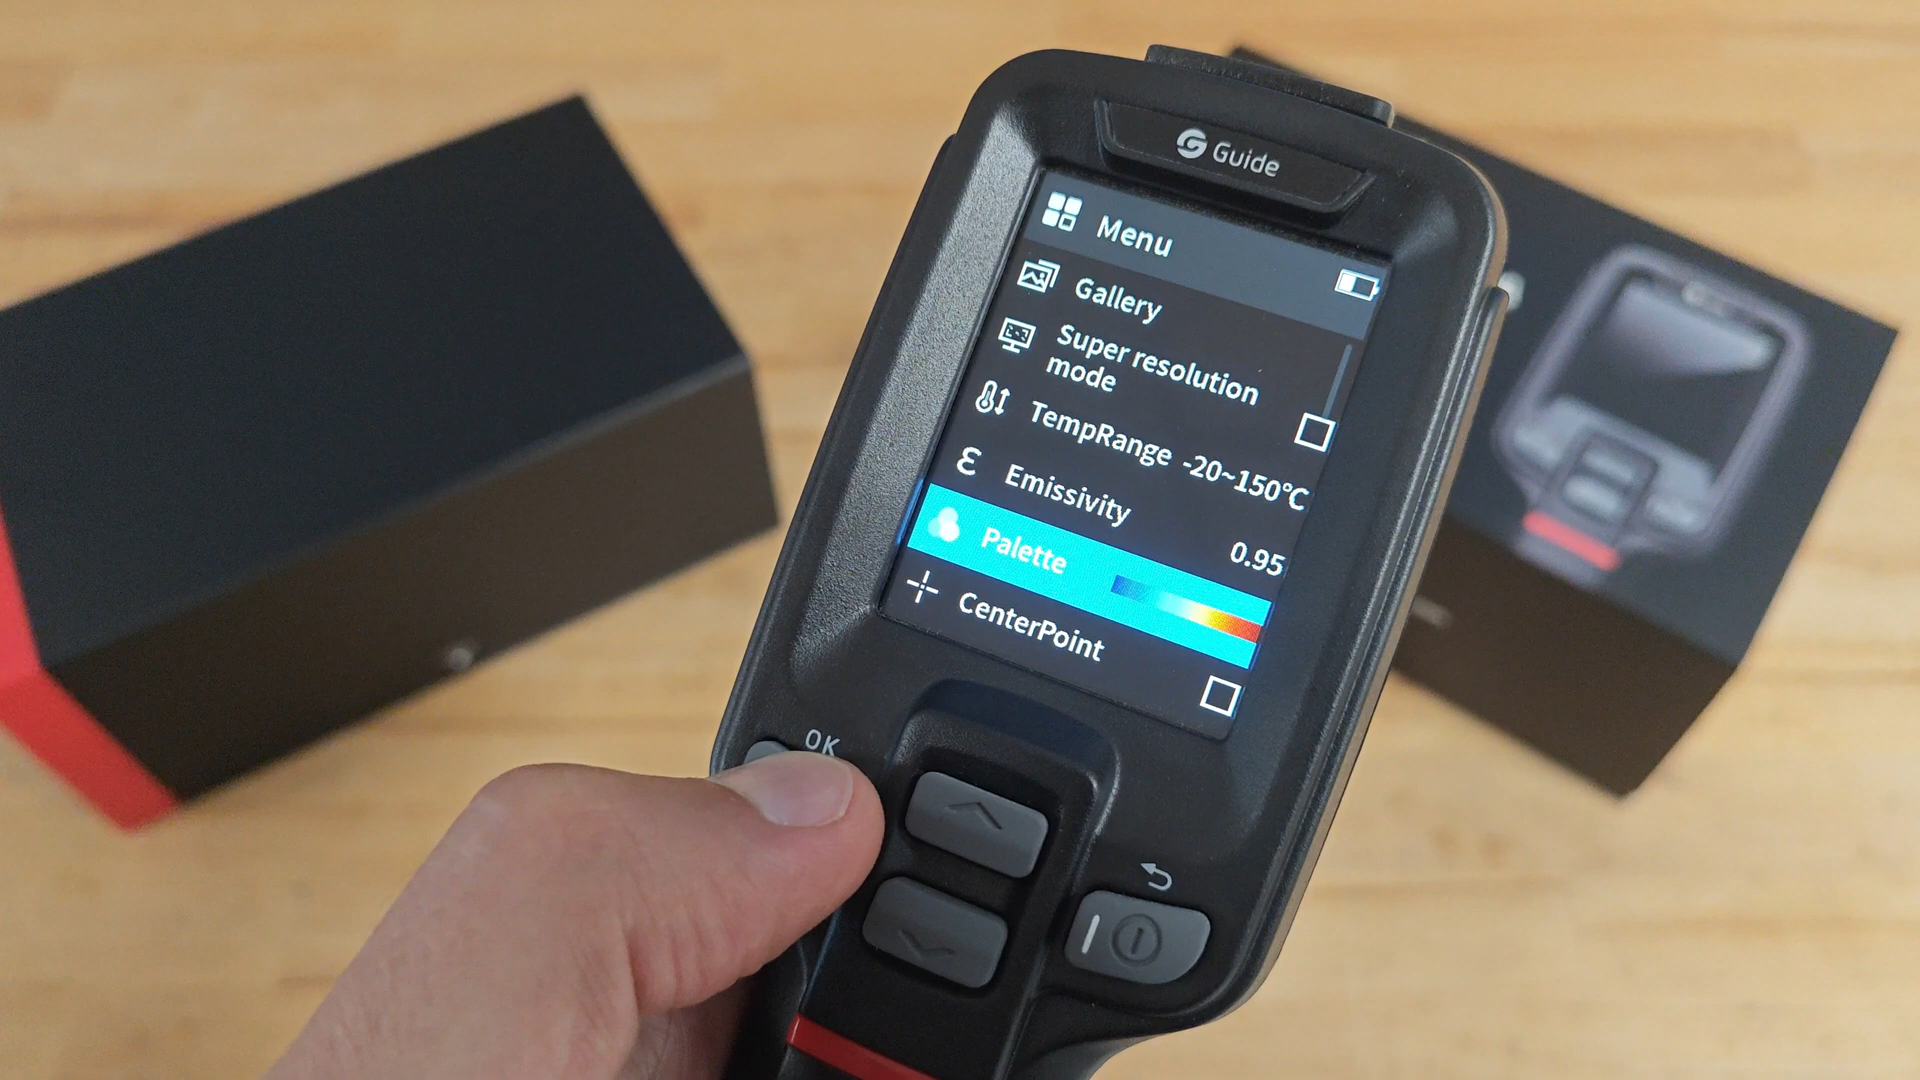 Guide
Menu
Gallery
Super resolution
mode
TempRange -20~150℃
ε Emissivity
0.95
Palette
CenterPoint
OK